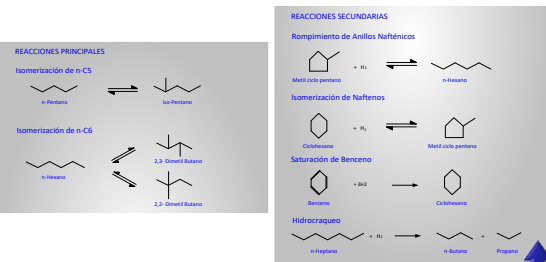 REACCIONES PRINCIPALES
Isomerización de n-C5
n-Pentano
iso-Pentano
Isomerización de n-C6
n-Hexano
2,3- Dimetil Butano
2,2- Dimetil Butano
REACCIONES SECUNDARIAS
Rompimiento de Anillos Nafténicos
+ H₂
Metil ciclo pentano
n-Hexano
Isomerización de Naftenos
+ H₂
Ciclohexano
Metil ciclo pentano
Saturación de Benceno
+ 3H2
Benceno
Ciclohexano
Hidrocraqueo
+ H₂
+
n-Heptano
n-Butano
Propano